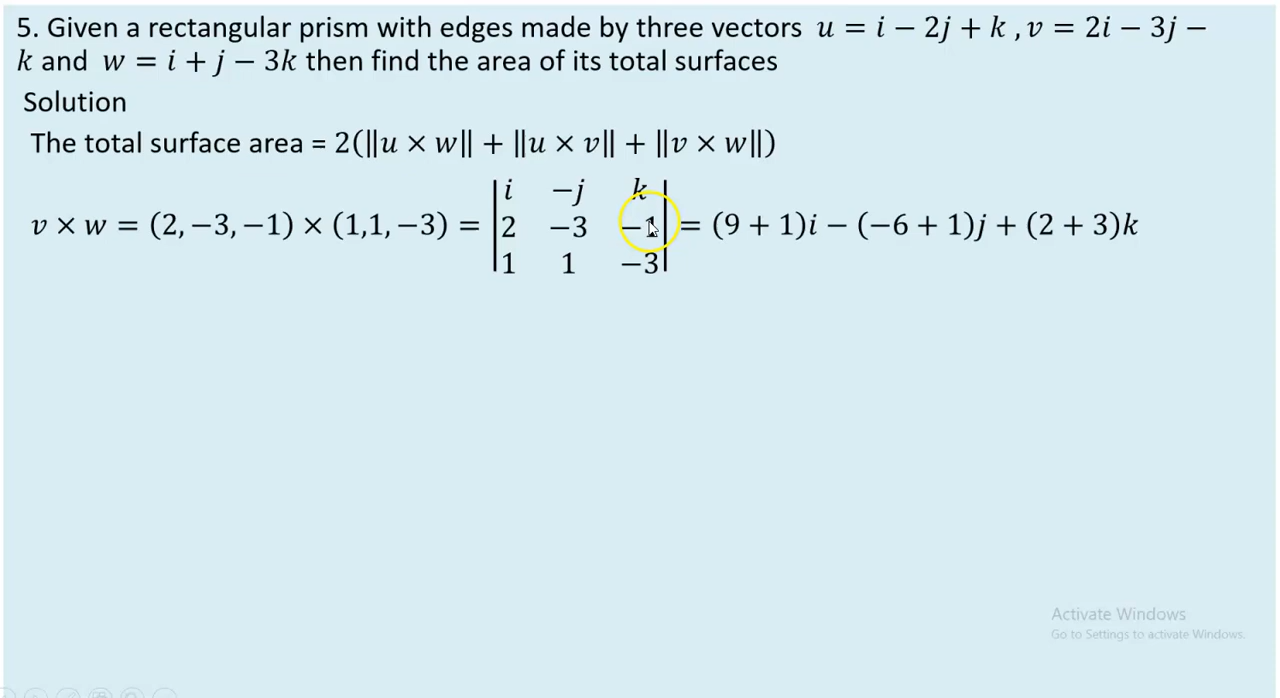 5. Given a rectangular prism with edges made by three vectors u = i − 2j + k , v = 2i − 3j −
k and w = i + j − 3k then find the area of its total surfaces
Solution
The total surface area = 2(‖u × w‖ + ‖u × v‖ + ‖v × w‖)
v × w = (2, −3, −1) × (1,1, −3) = |i −j k| = (9 + 1)i − (−6 + 1)j + (2 + 3)k
|2 −3 −1|
|1 1 −3|
Activate Windows
Go to Settings to activate Windows.